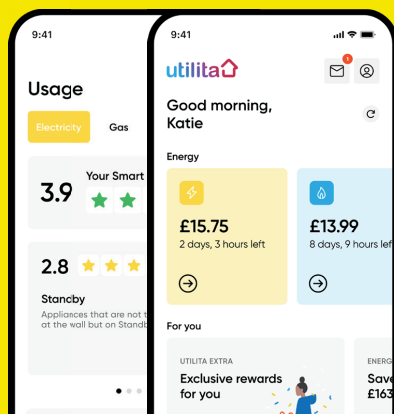 9:41
Usage
Electricity
Gas
3.9
Your Smart
2.8
Standby
Appliances that are not t
at the wall but on Standb
9:41
1
utilita
Good morning,
Katie
Energy
£15.75
2 days, 3 hours left
£13.99
8 days, 9 hours lef
For you
UTILITA EXTRA
Exclusive rewards
for you
ENERG
Save
£163